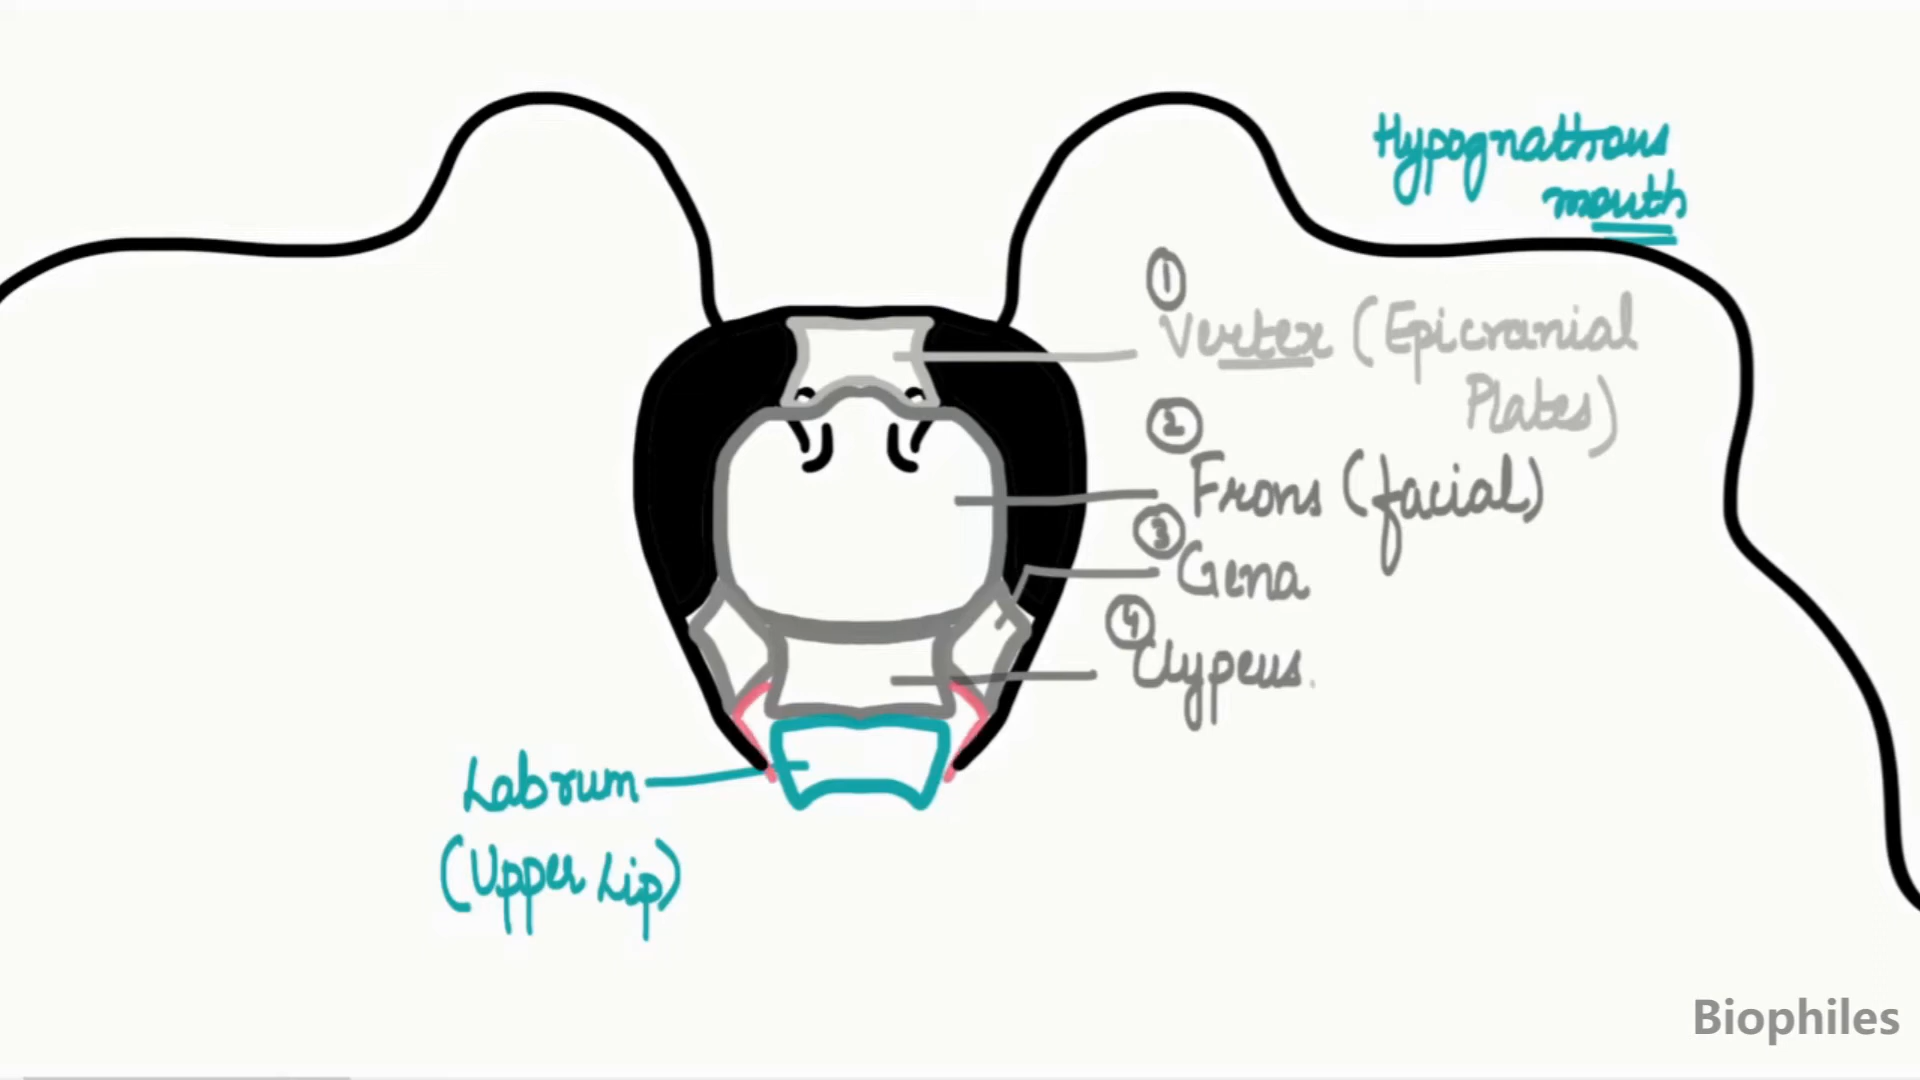 Hypognathous
mouth
1
Vertex (Epicranial
Plates)
2
Frons (facial)
3
Gena
4
Clypeus.
Labrum
(Upper Lip)
Biophiles